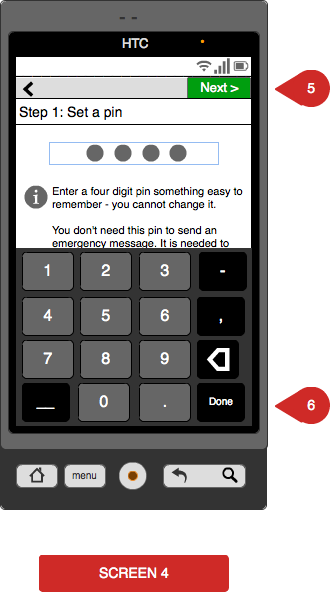 HTC
Next >
5
Step 1: Set a pin
Enter a four digit pin something easy to
remember - you cannot change it.
You don't need this pin to send an
emergency message. It is needed to
1 2 3 -
4 5 6 ,
7 8 9
__ 0 . Done
6
menu
SCREEN 4